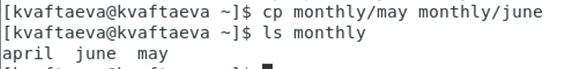 [kvaftaeva@kvaftaeva ~]$ cp monthly/may monthly/june
[kvaftaeva@kvaftaeva ~]$ ls monthly
april  june  may